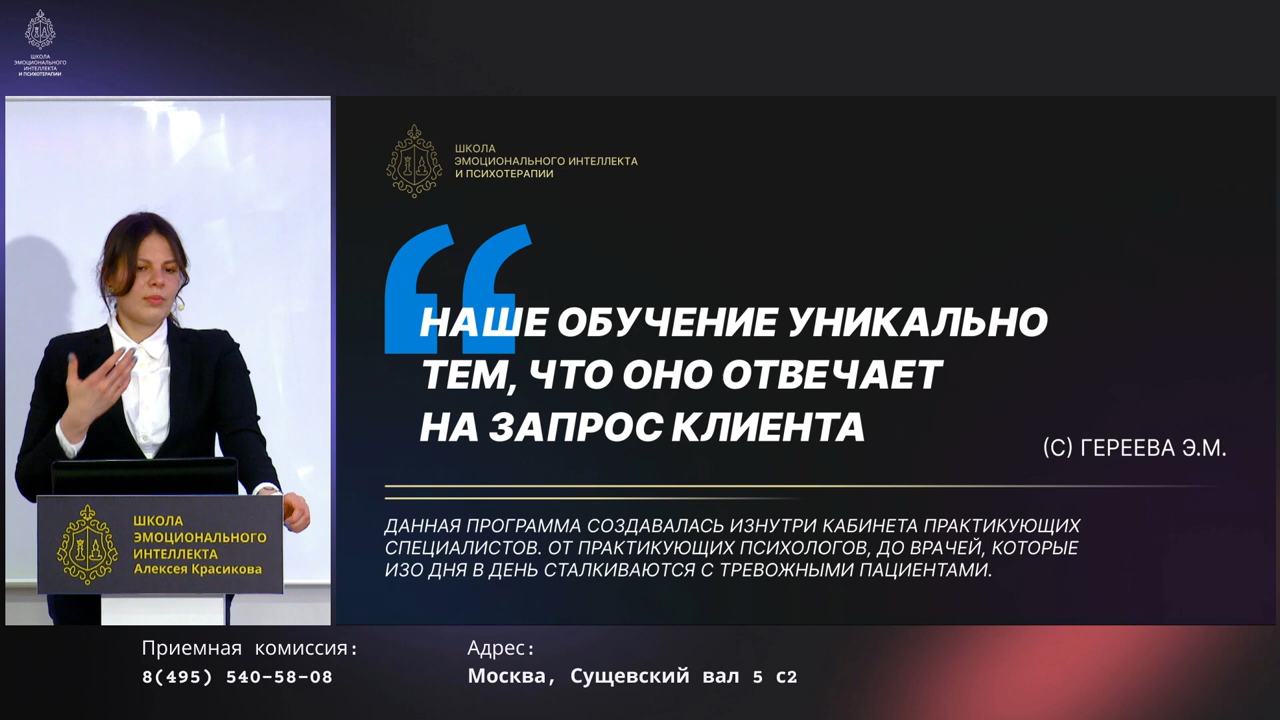 ШКОЛА
ЭМОЦИОНАЛЬНОГО
ИНТЕЛЛЕКТА
И ПСИХОТЕРАПИИ
ШКОЛА
ЭМОЦИОНАЛЬНОГО ИНТЕЛЛЕКТА
И ПСИХОТЕРАПИИ
НАШЕ ОБУЧЕНИЕ УНИКАЛЬНО
ТЕМ, ЧТО ОНО ОТВЕЧАЕТ
НА ЗАПРОС КЛИЕНТА
(С) ГЕРЕЕВА Э.М.
ДАННАЯ ПРОГРАММА СОЗДАВАЛАСЬ ИЗНУТРИ КАБИНЕТА ПРАКТИКУЮЩИХ
СПЕЦИАЛИСТОВ. ОТ ПРАКТИКУЮЩИХ ПСИХОЛОГОВ, ДО ВРАЧЕЙ, КОТОРЫЕ
ИЗО ДНЯ В ДЕНЬ СТАЛКИВАЮТСЯ С ТРЕВОЖНЫМИ ПАЦИЕНТАМИ.
ШКОЛА
ЭМОЦИОНАЛЬНОГО
ИНТЕЛЛЕКТА
Алексея Красикова
Приемная комиссия:
8(495) 540-58-08
Адрес:
Москва, Сущевский вал 5 с2